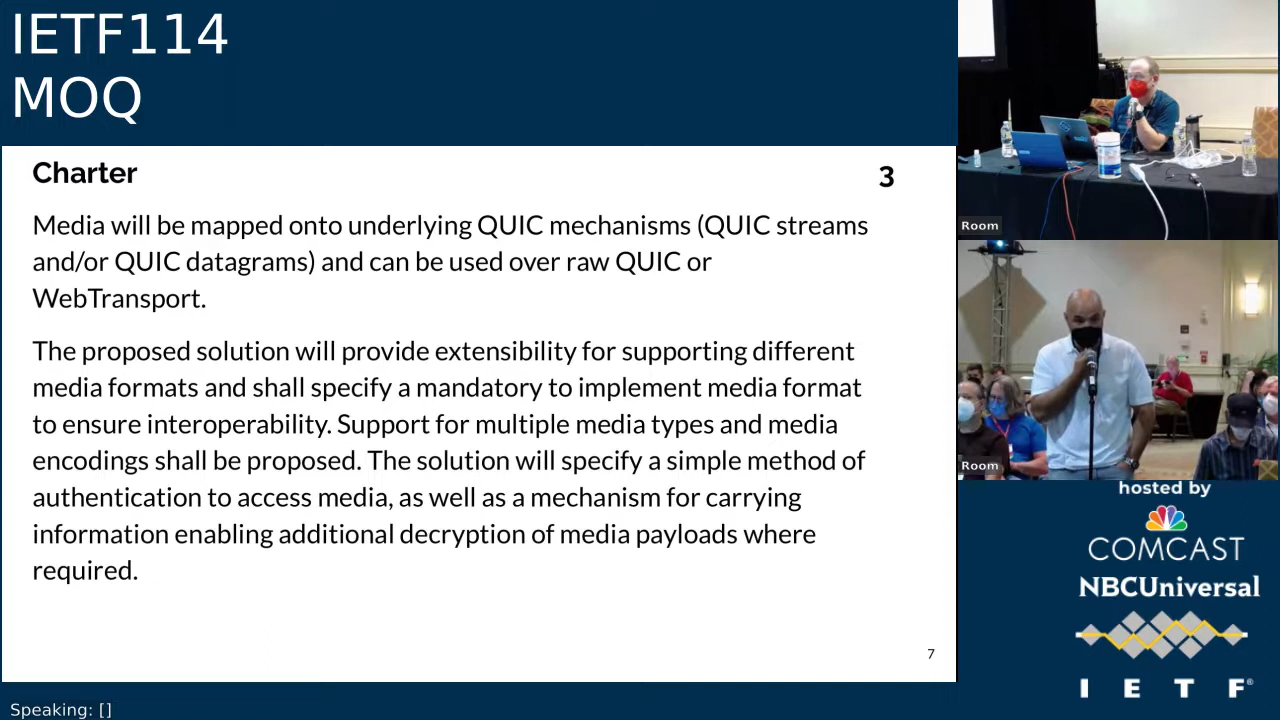 IETF114
MOQ
Charter
3
Media will be mapped onto underlying QUIC mechanisms (QUIC streams
and/or QUIC datagrams) and can be used over raw QUIC or
WebTransport.
The proposed solution will provide extensibility for supporting different
media formats and shall specify a mandatory to implement media format
to ensure interoperability. Support for multiple media types and media
encodings shall be proposed. The solution will specify a simple method of
authentication to access media, as well as a mechanism for carrying
information enabling additional decryption of media payloads where
required.
7
Speaking: []
Room
Room
hosted by
COMCAST
NBCUniversal
I E T F®